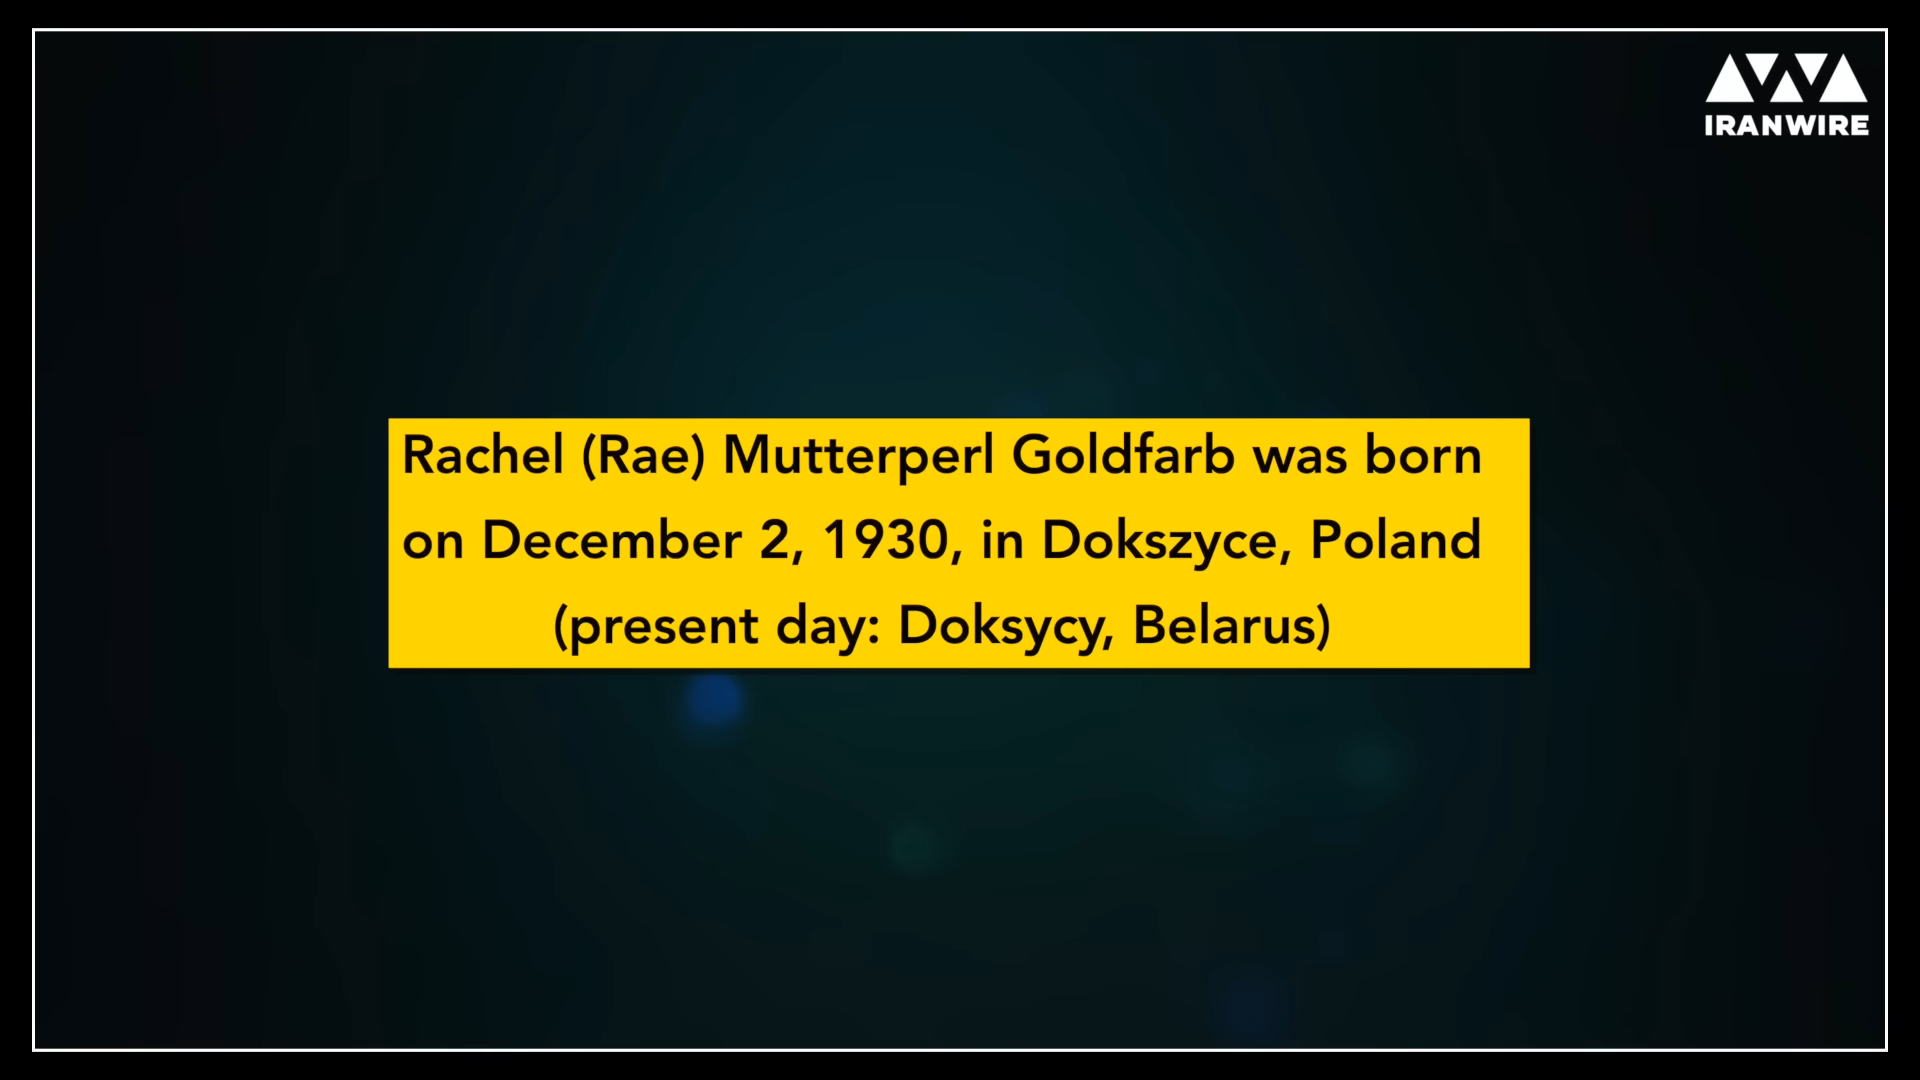 IRANWIRE
Rachel (Rae) Mutterperl Goldfarb was born
on December 2, 1930, in Dokszyce, Poland
(present day: Doksycy, Belarus)